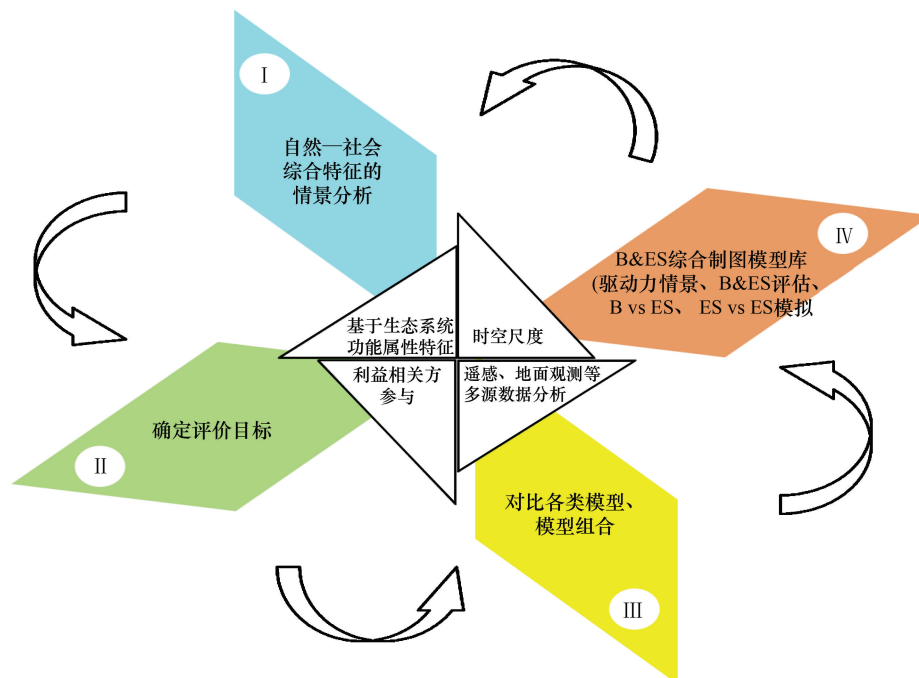 Ⅰ
自然—社会
综合特征的
情景分析
Ⅳ
B&ES综合制图模型库
(驱动力情景、B&ES评估、
B vs ES、 ES vs ES模拟
基于生态系统
功能属性特征
时空尺度
利益相关方
参与
遥感、地面观测等
多源数据分析
确定评价目标
Ⅱ
对比各类模型、
模型组合
Ⅲ